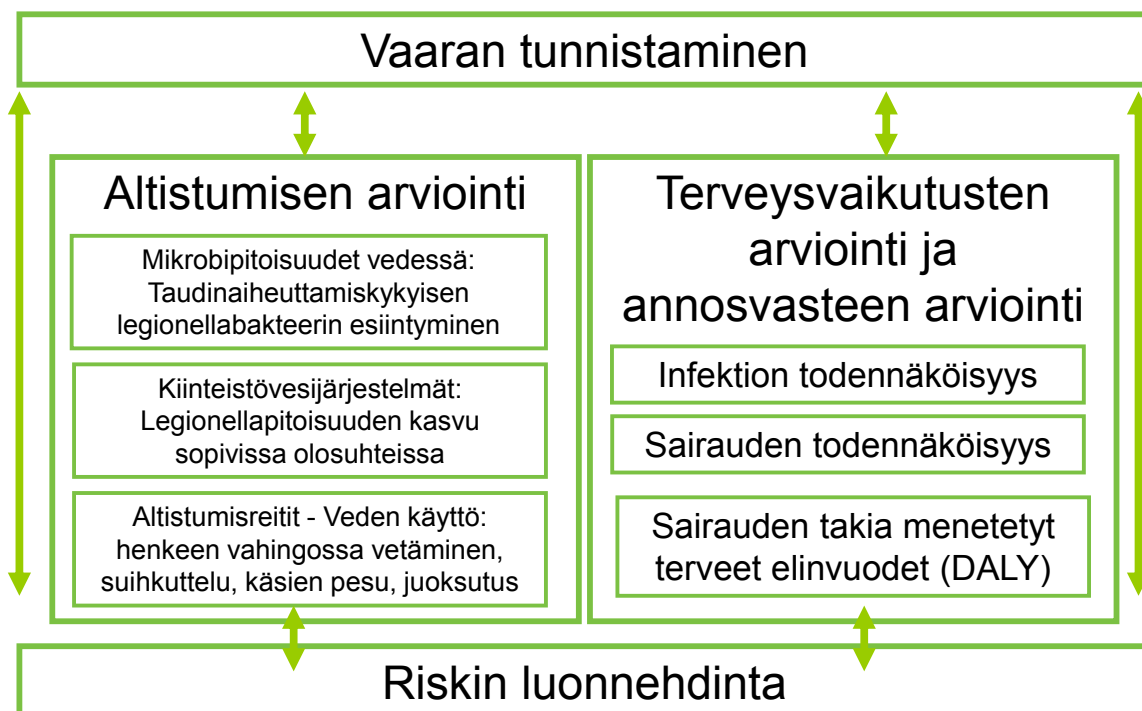 Vaaran tunnistaminen
Altistumisen arviointi
Mikrobipitoisuudet vedessä:
Taudinaiheuttamiskykyisen
legionellabakteerin esiintyminen
Kiinteistövesijärjestelmät:
Legionellapitoisuuden kasvu
sopivissa olosuhteissa
Altistumisreitit - Veden käyttö:
henkeen vahingossa vetäminen,
suihkuttelu, käsien pesu, juoksutus
Terveysvaikutusten
arviointi ja
annosvasteen arviointi
Infektion todennäköisyys
Sairauden todennäköisyys
Sairauden takia menetetyt
terveet elinvuodet (DALY)
Riskin luonnehdinta